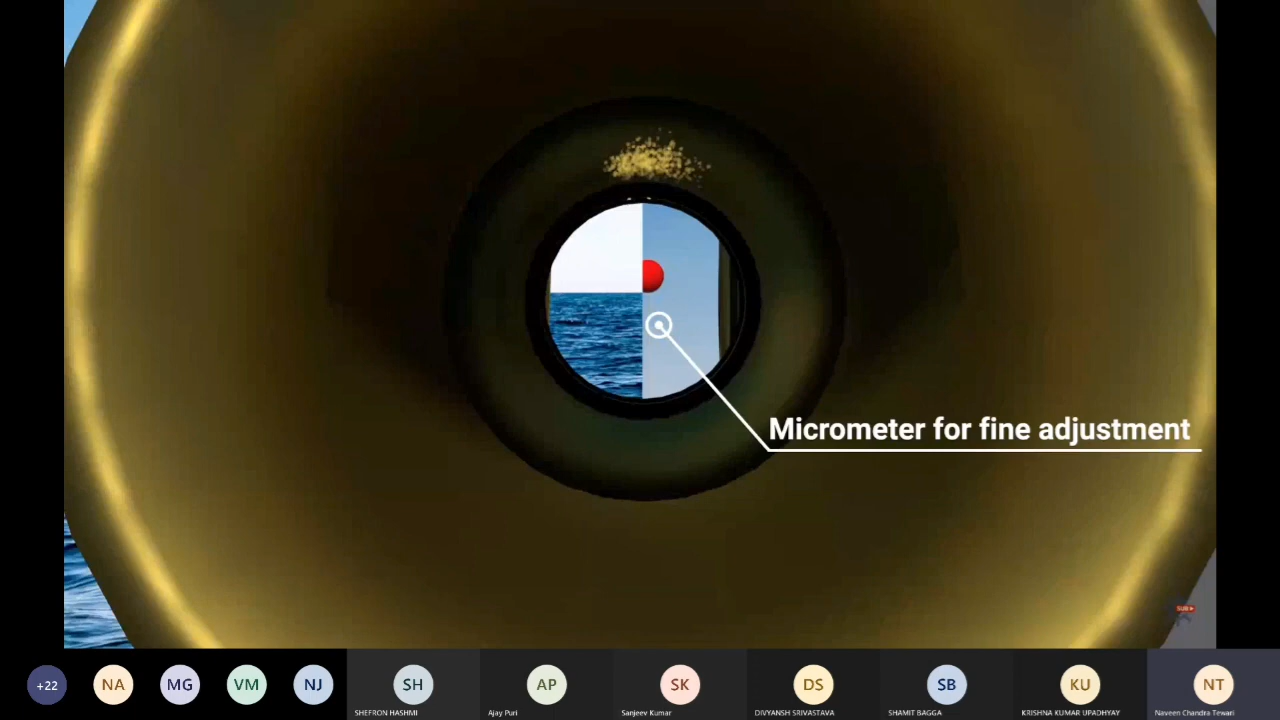 Micrometer for fine adjustment
SUB
+22
NA
MG
VM
NJ
SH
AP
SK
DS
SB
KU
NT
SHEFRON HASHMI
Ajay Puri
Sanjeev Kumar
DIVYANSH SRIVASTAVA
SHAMIT BAGGA
KRISHNA KUMAR UPADHYAY
Naveen Chandra Tewari